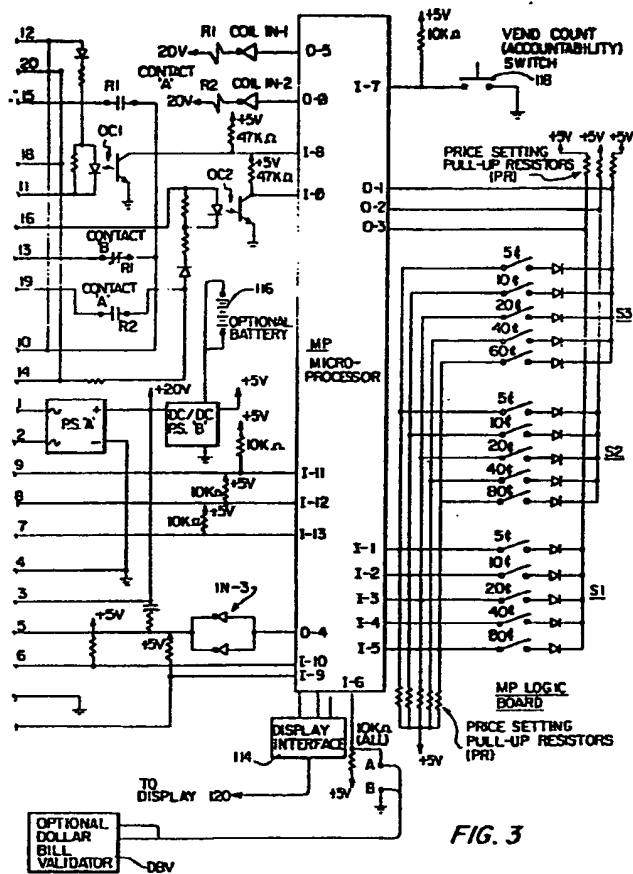 12
20
15
18
11
16
13
19
10
14
1
2
9
8
7
4
3
5
6
R1
OC1
CONTACT
'B'
R1
CONTACT
'A'
R2
R1 COIL IN-1
20V
CONTACT
'A'
R2 COIL IN-2
20V
+5V
47KΩ
+5V
47KΩ
OC2
116
OPTIONAL
BATTERY
+20V
P.S. 'A'
+
-
DC/DC
P.S. 'B'
+5V
+5V
10KΩ
+5V
10KΩ
+5V
10KΩ
+5V
+5V
IN-3
O-5
O-0
I-8
I-0
MP
MICRO-
PROCESSOR
I-11
I-12
I-13
O-4
I-10
I-9
I-6
I-7
O-1
O-2
O-3
I-1
I-2
I-3
I-4
I-5
+5V
10KΩ
VEND COUNT
(ACCOUNTABILITY)
SWITCH
118
+5V +5V +5V
PRICE SETTING
PULL-UP RESISTORS
(PR)
5¢
10¢
20¢
40¢
60¢
S3
5¢
10¢
20¢
40¢
80¢
S2
5¢
10¢
20¢
40¢
80¢
S1
MP LOGIC
BOARD
PRICE SETTING
PULL-UP RESISTORS
(PR)
+5V
DISPLAY
INTERFACE
114
10KΩ
(ALL)
A
B
+5V
TO
DISPLAY 120
OPTIONAL
DOLLAR
BILL
VALIDATOR
DBV
FIG. 3